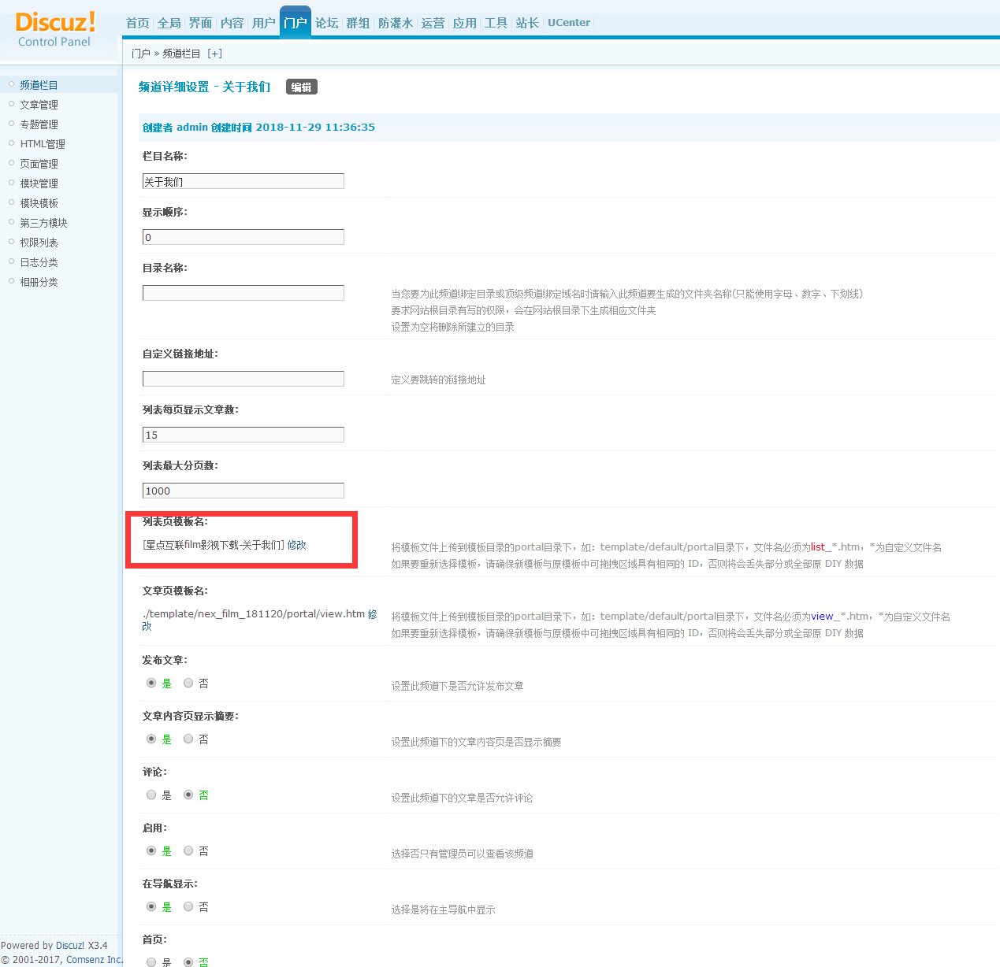 Discuz!
Control Panel
首页 全局 界面 内容 用户 门户 论坛 群组 防灌水 运营 应用 工具 站长 UCenter
门户 » 频道栏目 [+]
频道栏目
文章管理
专题管理
HTML管理
页面管理
模块管理
模块模板
第三方模块
权限列表
日志分类
相册分类
频道详细设置 - 关于我们 编辑
创建者 admin 创建时间 2018-11-29 11:36:35
栏目名称:
关于我们
显示顺序:
0
目录名称:
当您要为此频道绑定目录或顶级频道绑定域名时请输入此频道要生成的文件夹名称(只能使用字母、数字、下划线)
要求网站根目录有写的权限，会在网站根目录下生成相应文件夹
设置为空将删除所建立的目录
自定义链接地址:
定义要跳转的链接地址
列表每页显示文章数:
15
列表最大分页数:
1000
列表页模板名:
[星点互联film影视下载-关于我们] 修改
将模板文件上传到模板目录的portal目录下，如：template/default/portal目录下，文件名必须为list_*.htm，*为自定义文件名
如果要重新选择模板，请确保新模板与原模板中可拖拽区域具有相同的 ID，否则将会丢失部分或全部原 DIY 数据
文章页模板名:
./template/nex_film_181120/portal/view.htm 修
改
将模板文件上传到模板目录的portal目录下，如：template/default/portal目录下，文件名必须为view_*.htm，*为自定义文件名
如果要重新选择模板，请确保新模板与原模板中可拖拽区域具有相同的 ID，否则将会丢失部分或全部原 DIY 数据
发布文章:
是 否
设置此频道下是否允许发布文章
文章内容页显示摘要:
是 否
设置此频道下的文章内容页是否显示摘要
评论:
是 否
设置此频道下的文章是否允许评论
启用:
是 否
选择否只有管理员可以查看该频道
在导航显示:
是 否
选择是将在主导航中显示
首页:
是 否
Powered by Discuz! X3.4
© 2001-2017, Comsenz Inc.